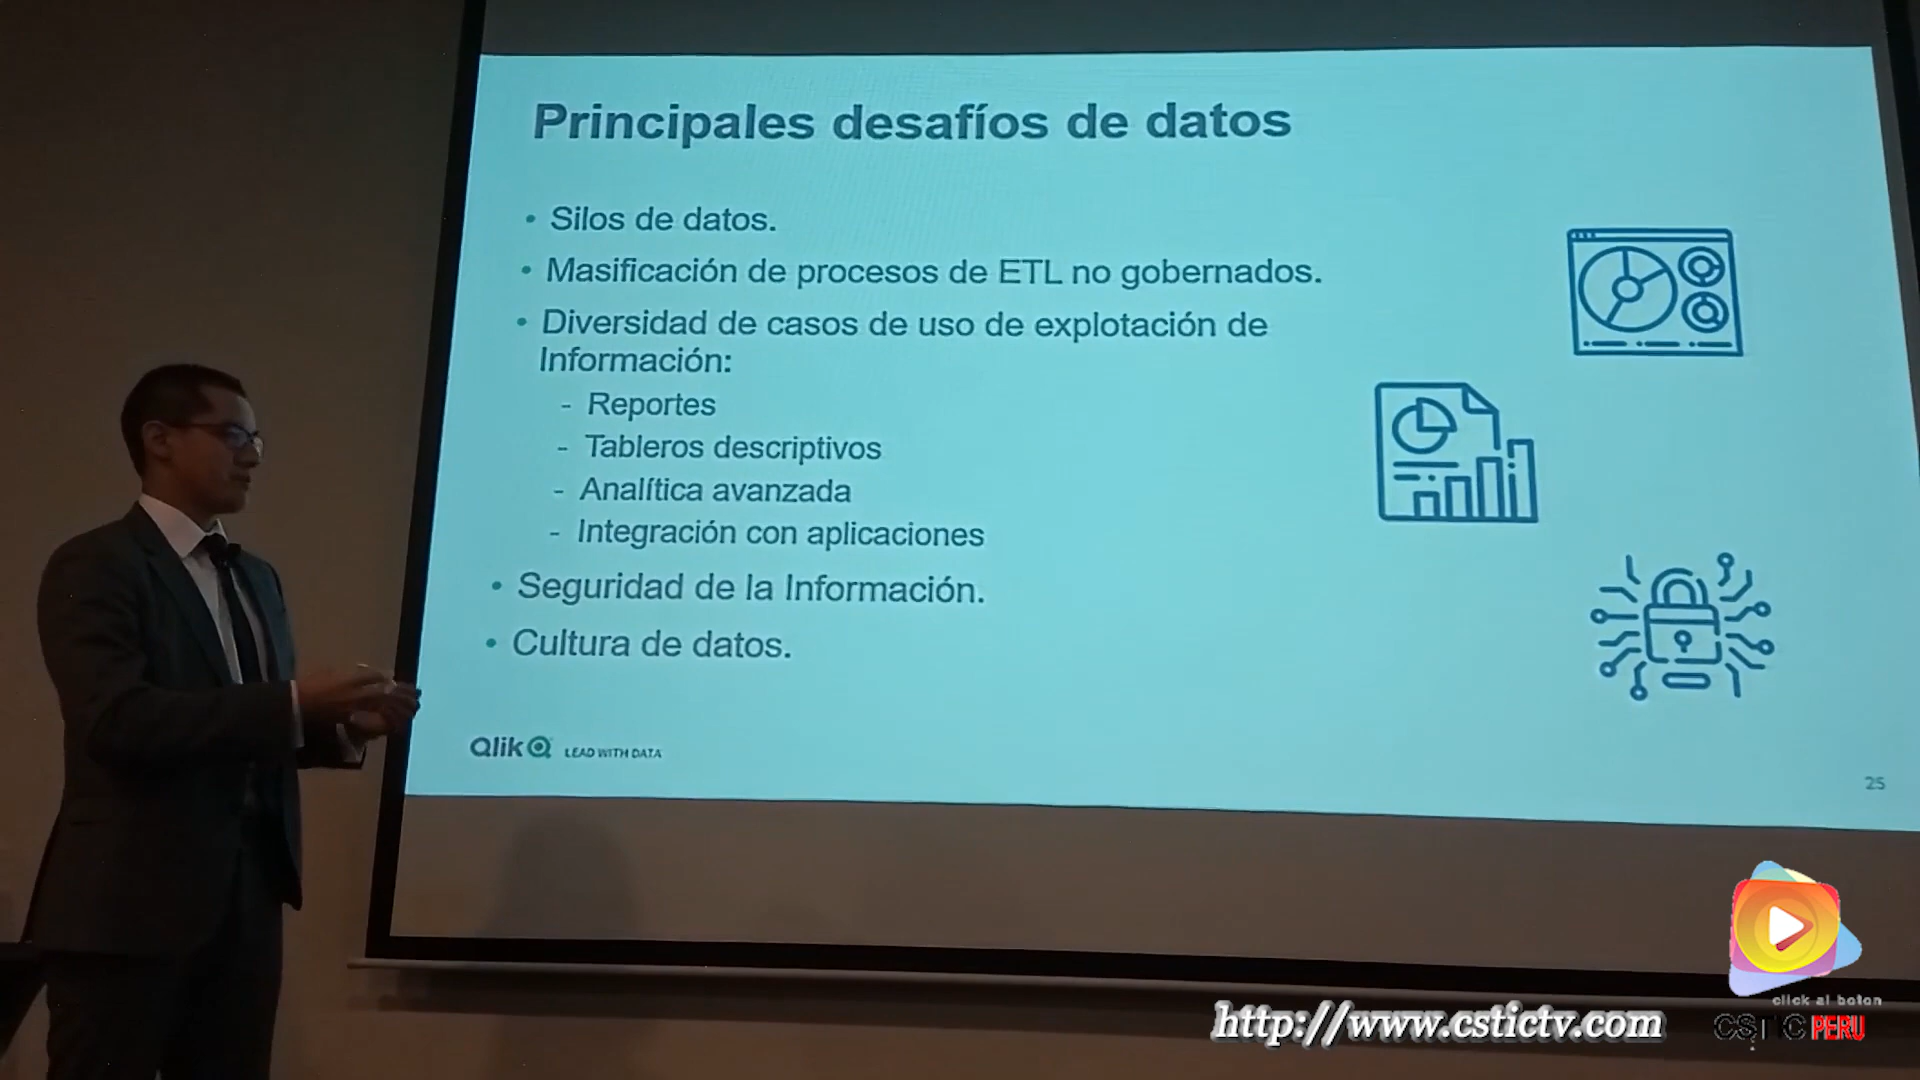 Principales desafíos de datos
• Silos de datos.
• Masificación de procesos de ETL no gobernados.
• Diversidad de casos de uso de explotación de
Información:
- Reportes
- Tableros descriptivos
- Analítica avanzada
- Integración con aplicaciones
• Seguridad de la Información.
• Cultura de datos.
Qlik LEAD WITH DATA
25
click al boton
http://www.cstictv.com
CSTIC PERU